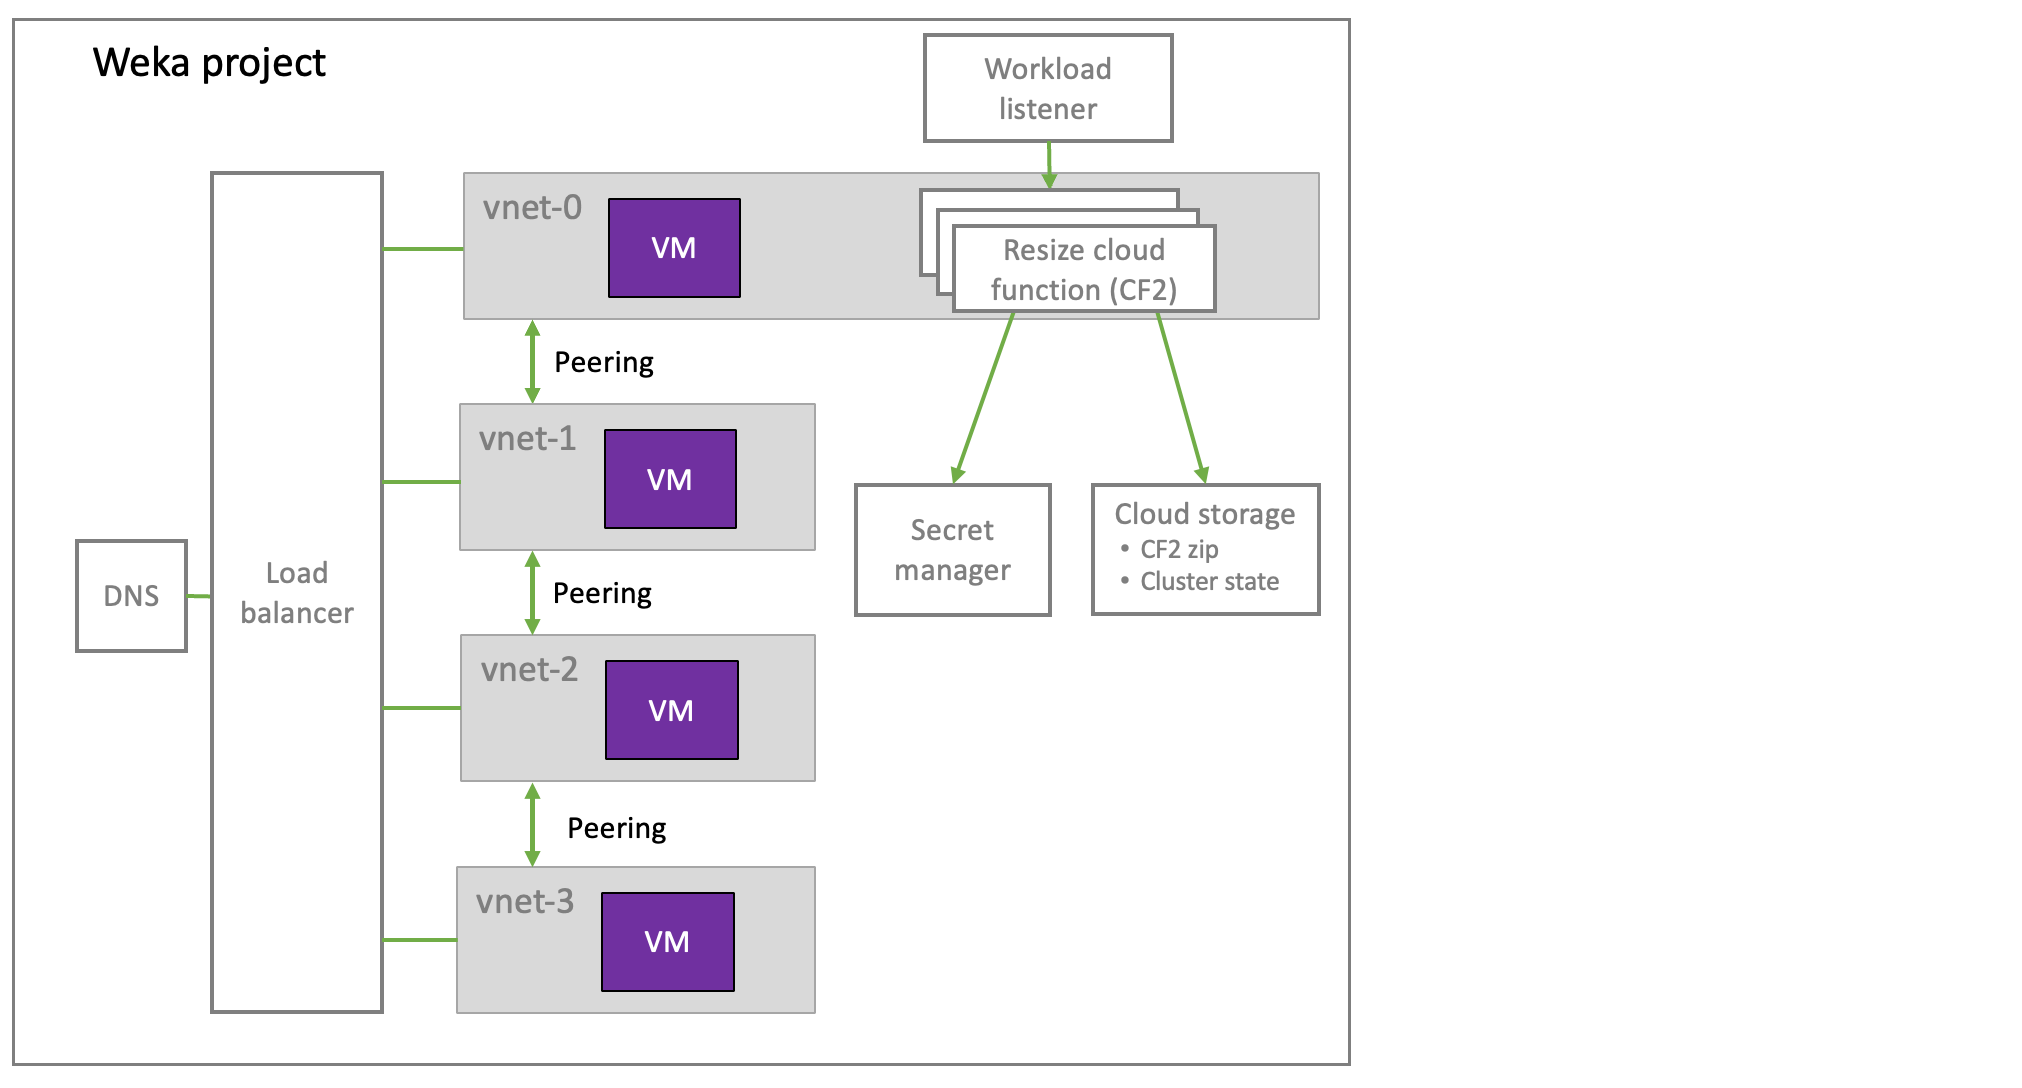 Weka project
Workload
listener
vnet-0
VM
Resize cloud
function (CF2)
Peering
vnet-1
VM
Secret
manager
Cloud storage
• CF2 zip
• Cluster state
DNS
Load
balancer
Peering
vnet-2
VM
Peering
vnet-3
VM